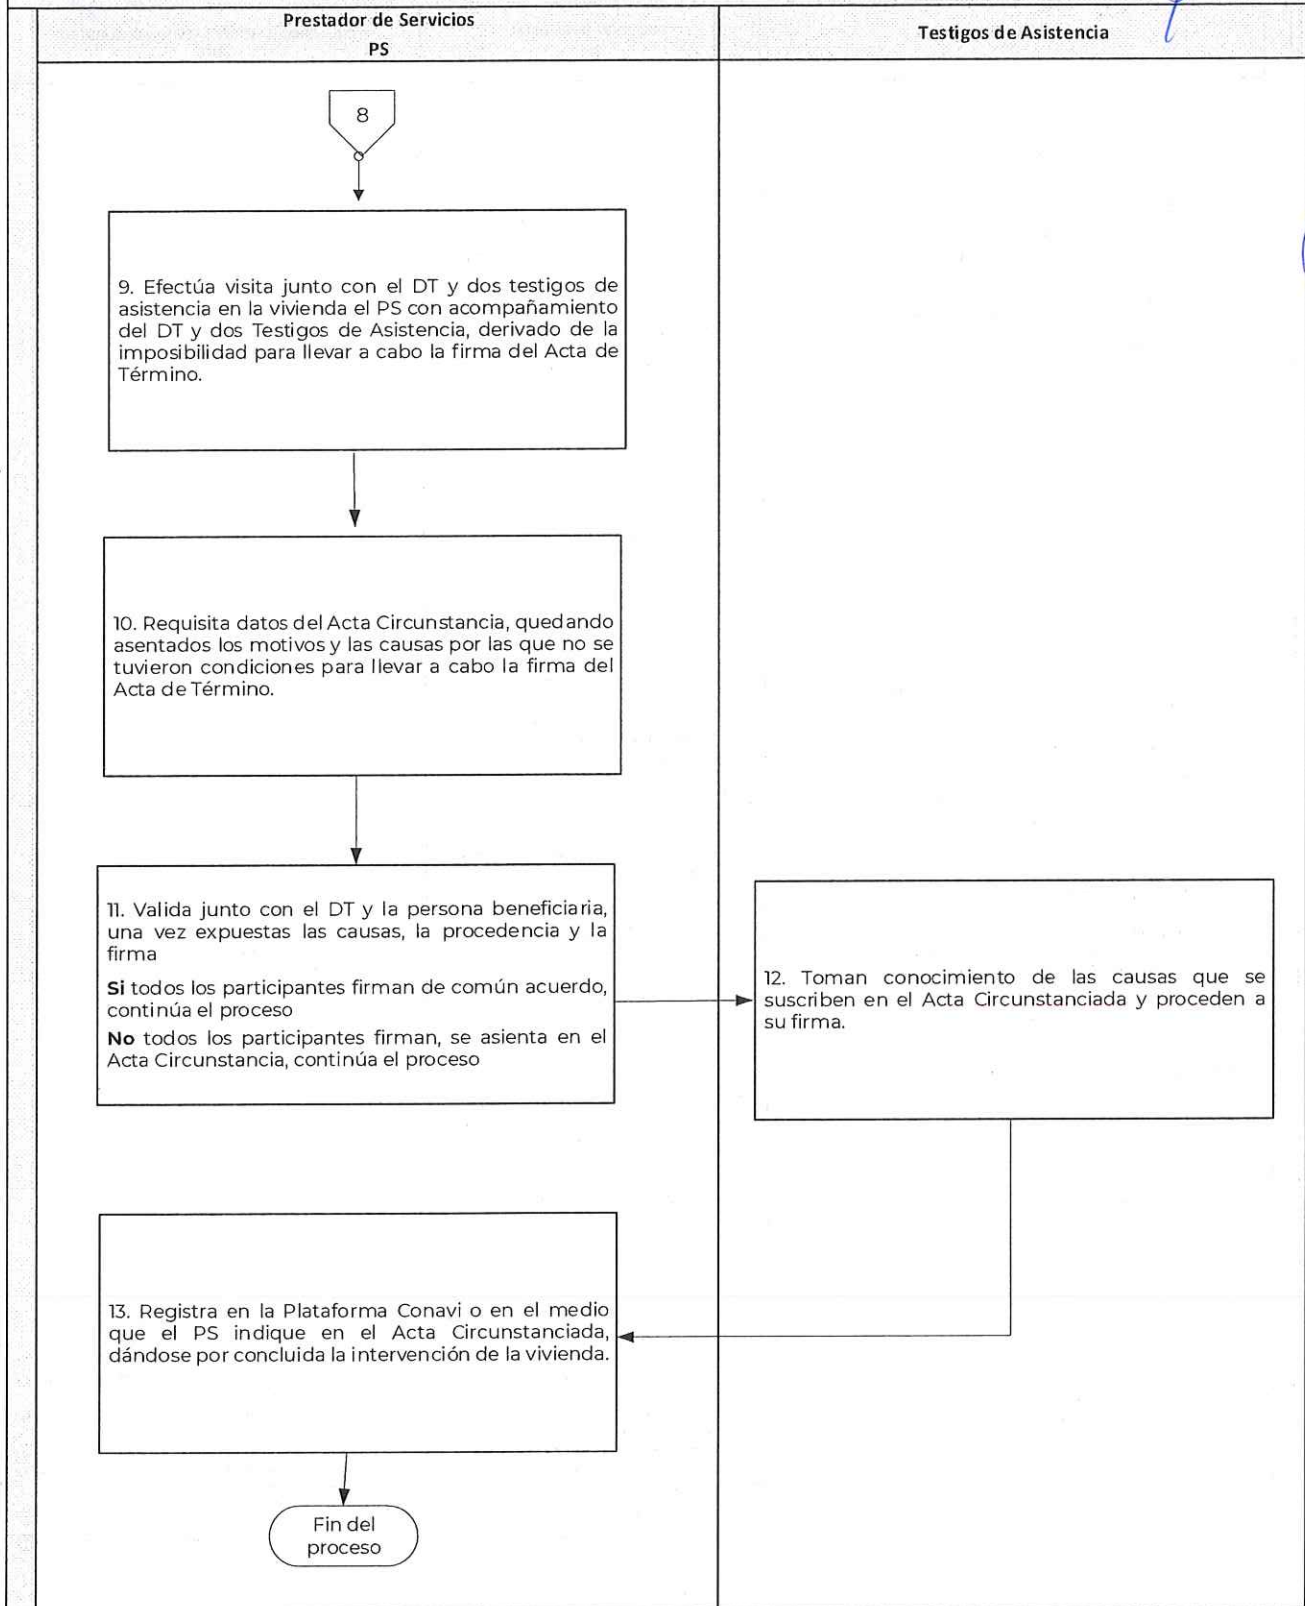 Prestador de Servicios
PS
Testigos de Asistencia
8
9. Efectúa visita junto con el DT y dos testigos de
asistencia en la vivienda el PS con acompañamiento
del DT y dos Testigos de Asistencia, derivado de la
imposibilidad para llevar a cabo la firma del Acta de
Término.
10. Requisita datos del Acta Circunstancia, quedando
asentados los motivos y las causas por las que no se
tuvieron condiciones para llevar a cabo la firma del
Acta de Término.
11. Valida junto con el DT y la persona beneficiaria,
una vez expuestas las causas, la procedencia y la
firma
Si todos los participantes firman de común acuerdo,
continúa el proceso
No todos los participantes firman, se asienta en el
Acta Circunstancia, continúa el proceso
12. Toman conocimiento de las causas que se
suscriben en el Acta Circunstanciada y proceden a
su firma.
13. Registra en la Plataforma Conavi o en el medio
que el PS indique en el Acta Circunstanciada,
dándose por concluida la intervención de la vivienda.
Fin del
proceso